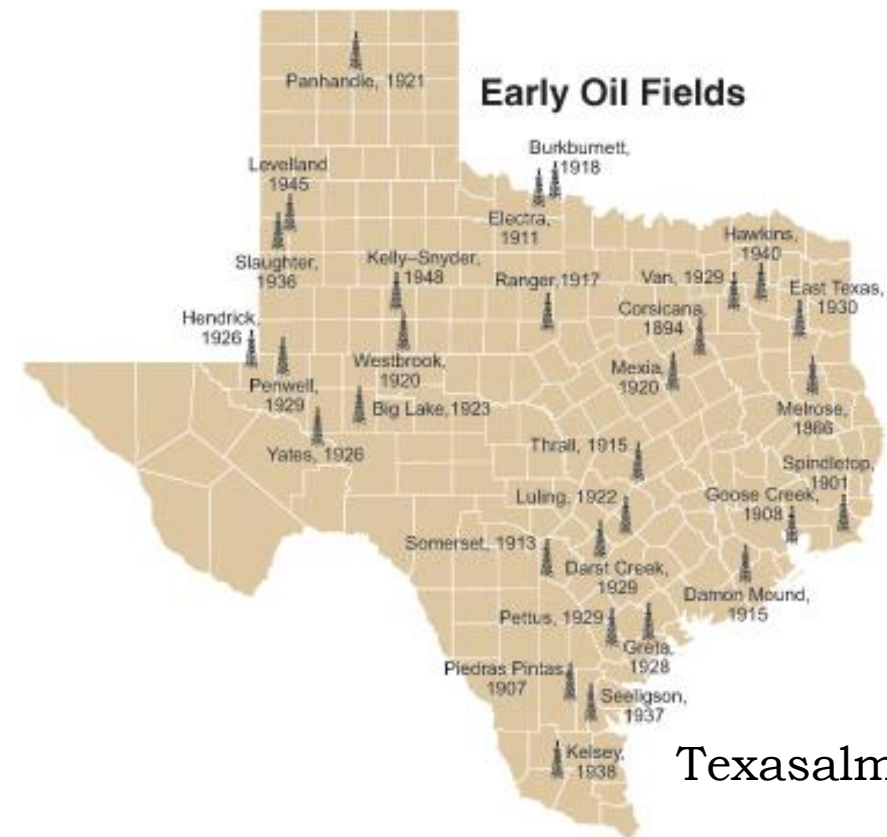 Early Oil Fields
Panhandle, 1921
Burkburnett,
1918
Levelland
1945
Electra,
1911
Hawkins,
1940
Slaughter,
1936
Kelly–Snyder,
1948
Ranger,1917
Van, 1929
East Texas,
1930
Hendrick,
1926
Corsicana,
1894
Westbrook,
1920
Mexia,
1920
Penwell,
1929
Big Lake,1923
Melrose,
1866
Yates, 1926
Thrall, 1915
Spindletop,
1901
Luling, 1922
Goose Creek,
1908
Somerset, 1913
Darst Creek,
1929
Damon Mound,
1915
Pettus, 1929
Greta,
1928
Piedras Pintas,
1907
Seeligson,
1937
Kelsey,
1938
Texasalm